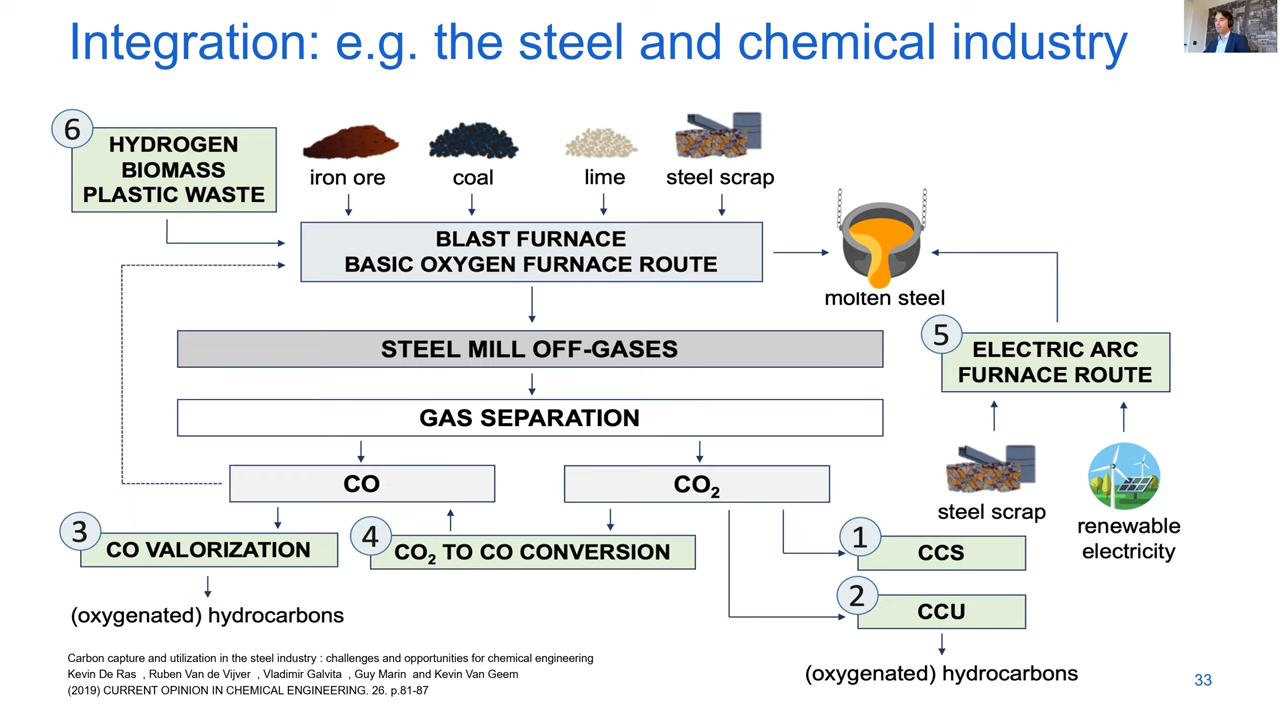 Integration: e.g. the steel and chemical industry
6
HYDROGEN
BIOMASS
PLASTIC WASTE
iron ore
coal
lime
steel scrap
BLAST FURNACE
BASIC OXYGEN FURNACE ROUTE
molten steel
STEEL MILL OFF-GASES
5
ELECTRIC ARC
FURNACE ROUTE
GAS SEPARATION
CO
CO₂
steel scrap
renewable
electricity
3
CO VALORIZATION
4
CO₂ TO CO CONVERSION
1
CCS
2
CCU
(oxygenated) hydrocarbons
(oxygenated) hydrocarbons
Carbon capture and utilization in the steel industry : challenges and opportunities for chemical engineering
Kevin De Ras , Ruben Van de Vijver , Vladimir Galvita , Guy Marin and Kevin Van Geem
(2019) CURRENT OPINION IN CHEMICAL ENGINEERING. 26. p.81-87
33